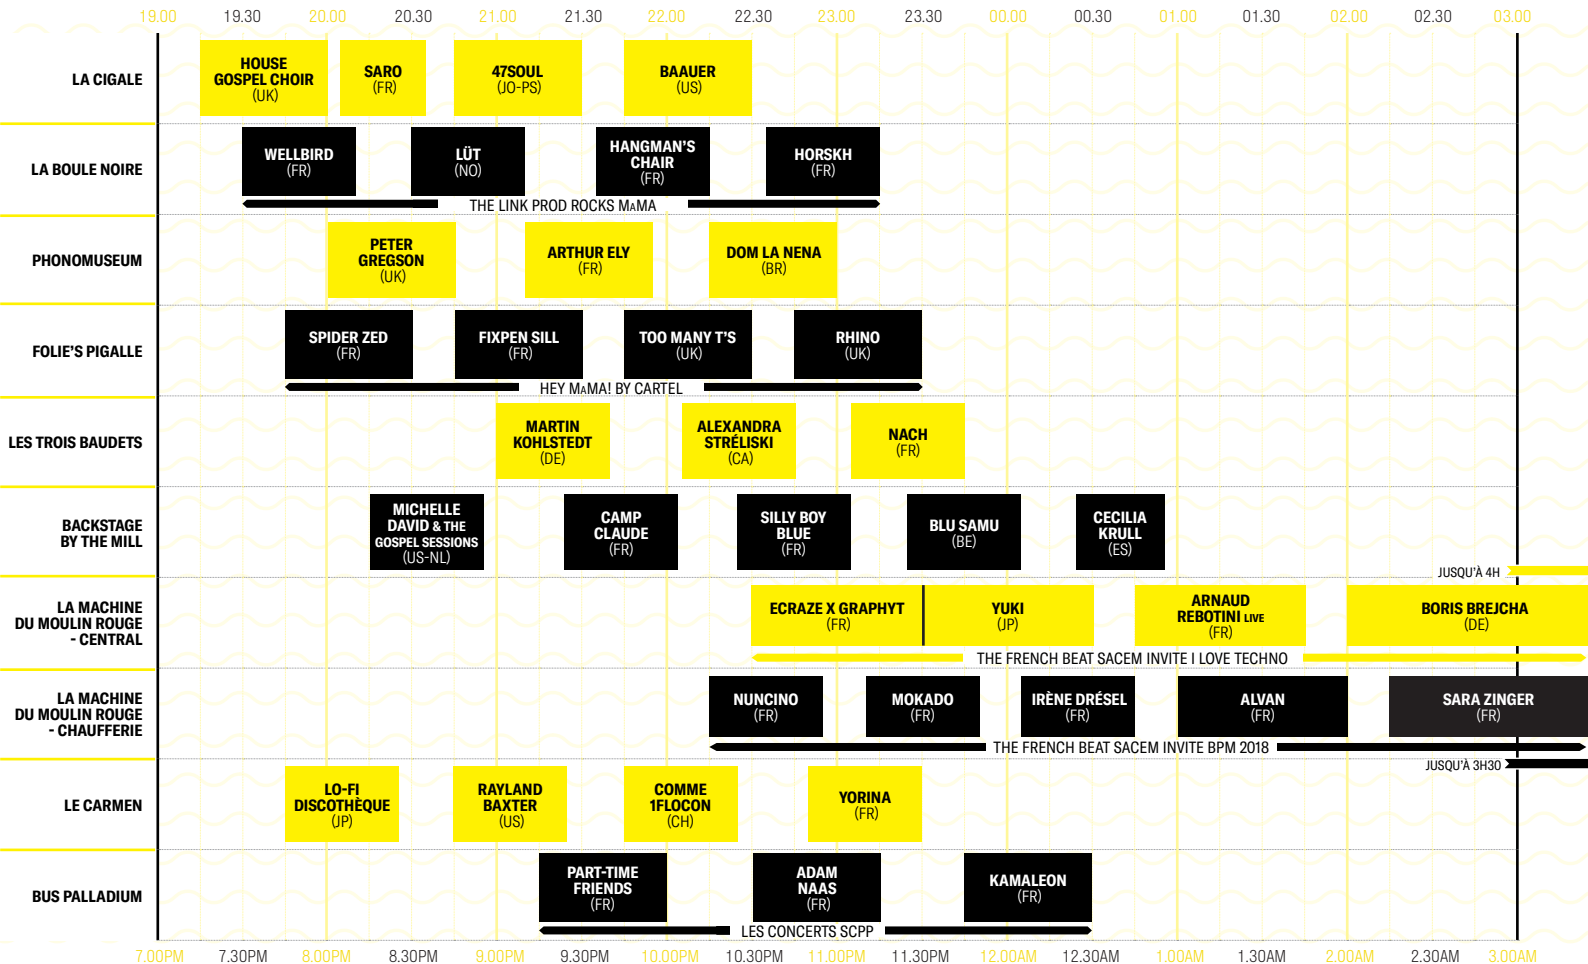 19.00 19.30 20.00 20.30 21.00 21.30 22.00 22.30 23.00 23.30 00.00 00.30 01.00 01.30 02.00 02.30 03.00
LA CIGALE
HOUSE
GOSPEL CHOIR
(UK)
SARO
(FR)
47SOUL
(JO-PS)
BAAUER
(US)
LA BOULE NOIRE
WELLBIRD
(FR)
LÜT
(NO)
HANGMAN'S
CHAIR
(FR)
HORSKH
(FR)
THE LINK PROD ROCKS MaMA
PHONOMUSEUM
PETER
GREGSON
(UK)
ARTHUR ELY
(FR)
DOM LA NENA
(BR)
FOLIE'S PIGALLE
SPIDER ZED
(FR)
FIXPEN SILL
(FR)
TOO MANY T'S
(UK)
RHINO
(UK)
HEY MaMA! BY CARTEL
LES TROIS BAUDETS
MARTIN
KOHLSTEDT
(DE)
ALEXANDRA
STRÉLISKI
(CA)
NACH
(FR)
BACKSTAGE
BY THE MILL
MICHELLE
DAVID & THE
GOSPEL SESSIONS
(US-NL)
CAMP
CLAUDE
(FR)
SILLY BOY
BLUE
(FR)
BLU SAMU
(BE)
CECILIA
KRULL
(ES)
JUSQU'À 4H
LA MACHINE
DU MOULIN ROUGE
- CENTRAL
ECRAZE X GRAPHYT
(FR)
YUKI
(JP)
ARNAUD
REBOTINI LIVE
(FR)
BORIS BREJCHA
(DE)
THE FRENCH BEAT SACEM INVITE I LOVE TECHNO
LA MACHINE
DU MOULIN ROUGE
- CHAUFFERIE
NUNCINO
(FR)
MOKADO
(FR)
IRÈNE DRÉSEL
(FR)
ALVAN
(FR)
SARA ZINGER
(FR)
THE FRENCH BEAT SACEM INVITE BPM 2018
JUSQU'À 3H30
LE CARMEN
LO-FI
DISCOTHÈQUE
(JP)
RAYLAND
BAXTER
(US)
COMME
1FLOCON
(CH)
YORINA
(FR)
BUS PALLADIUM
PART-TIME
FRIENDS
(FR)
ADAM
NAAS
(FR)
KAMALEON
(FR)
LES CONCERTS SCPP
7.00PM 7.30PM 8.00PM 8.30PM 9.00PM 9.30PM 10.00PM 10.30PM 11.00PM 11.30PM 12.00AM 12.30AM 1.00AM 1.30AM 2.00AM 2.30AM 3.00AM